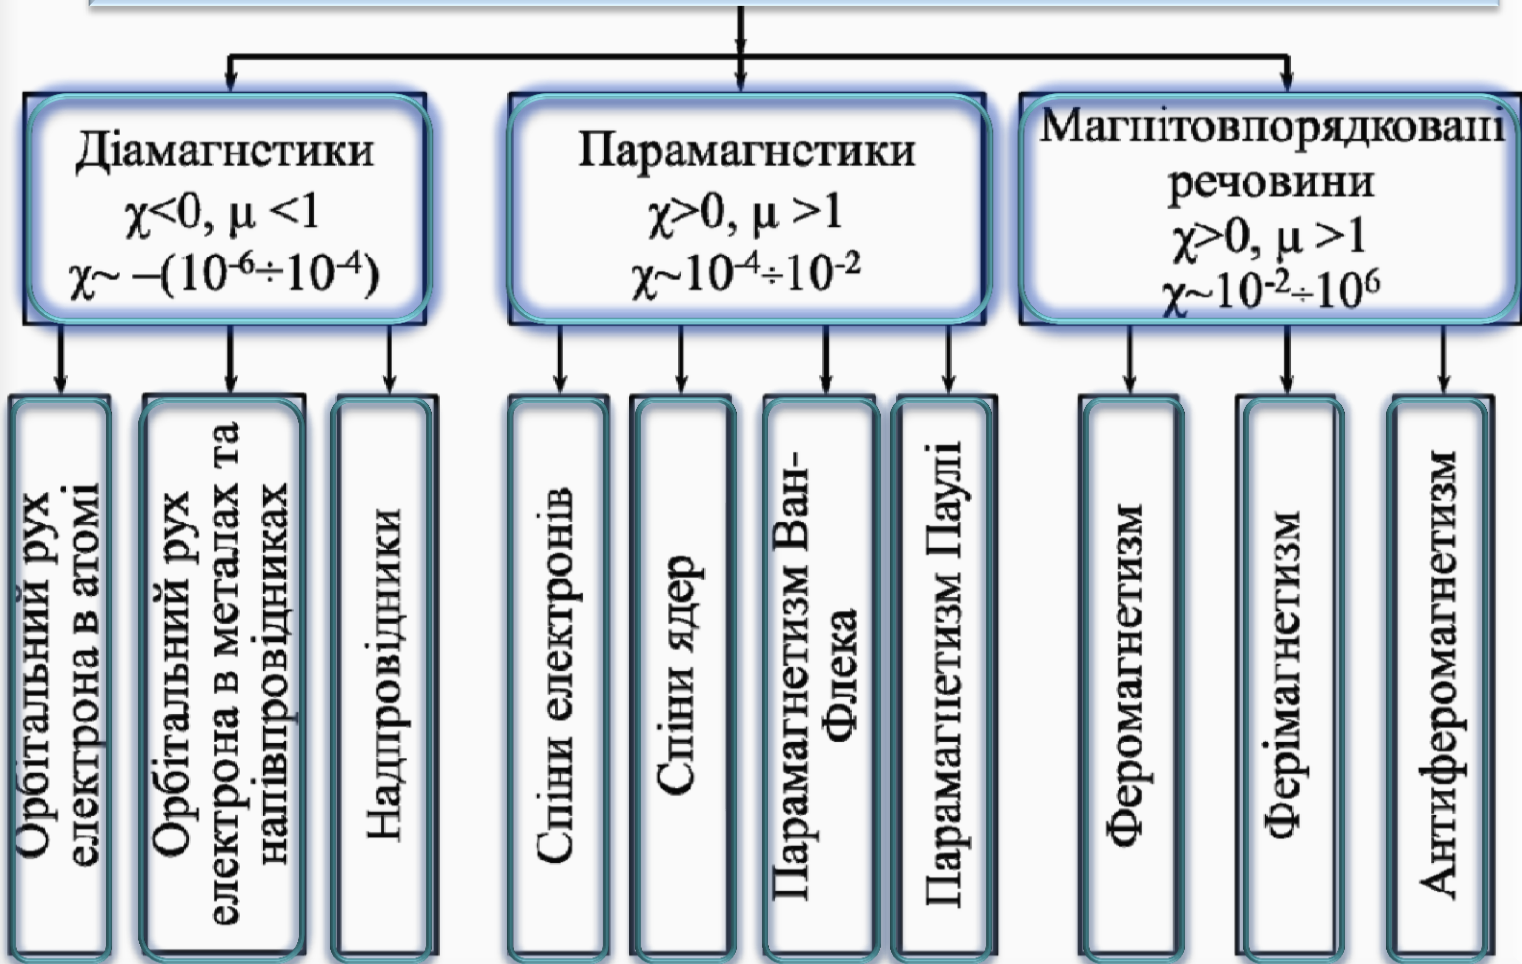 Діамагнетики
χ<0, μ <1
χ~ –(10⁻⁶÷10⁻⁴)
Парамагнетики
χ>0, μ >1
χ~10⁻⁴÷10⁻²
Магнітовпорядковані
речовини
χ>0, μ >1
χ~10⁻²÷10⁶
Орбітальний рух
електрона в атомі
Орбітальний рух
електрона в металах та
напівпровідниках
Надпровідники
Спіни електронів
Спіни ядер
Парамагнетизм Ван-
Флека
Парамагнетизм Паулі
Феромагнетизм
Ферімагнетизм
Антиферомагнетизм